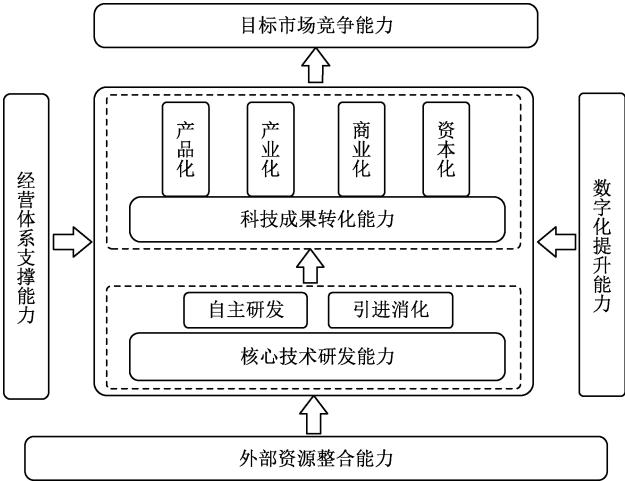 目标市场竞争能力
产品化
产业化
商业化
资本化
科技成果转化能力
经营体系支撑能力
数字化提升能力
自主研发
引进消化
核心技术研发能力
外部资源整合能力